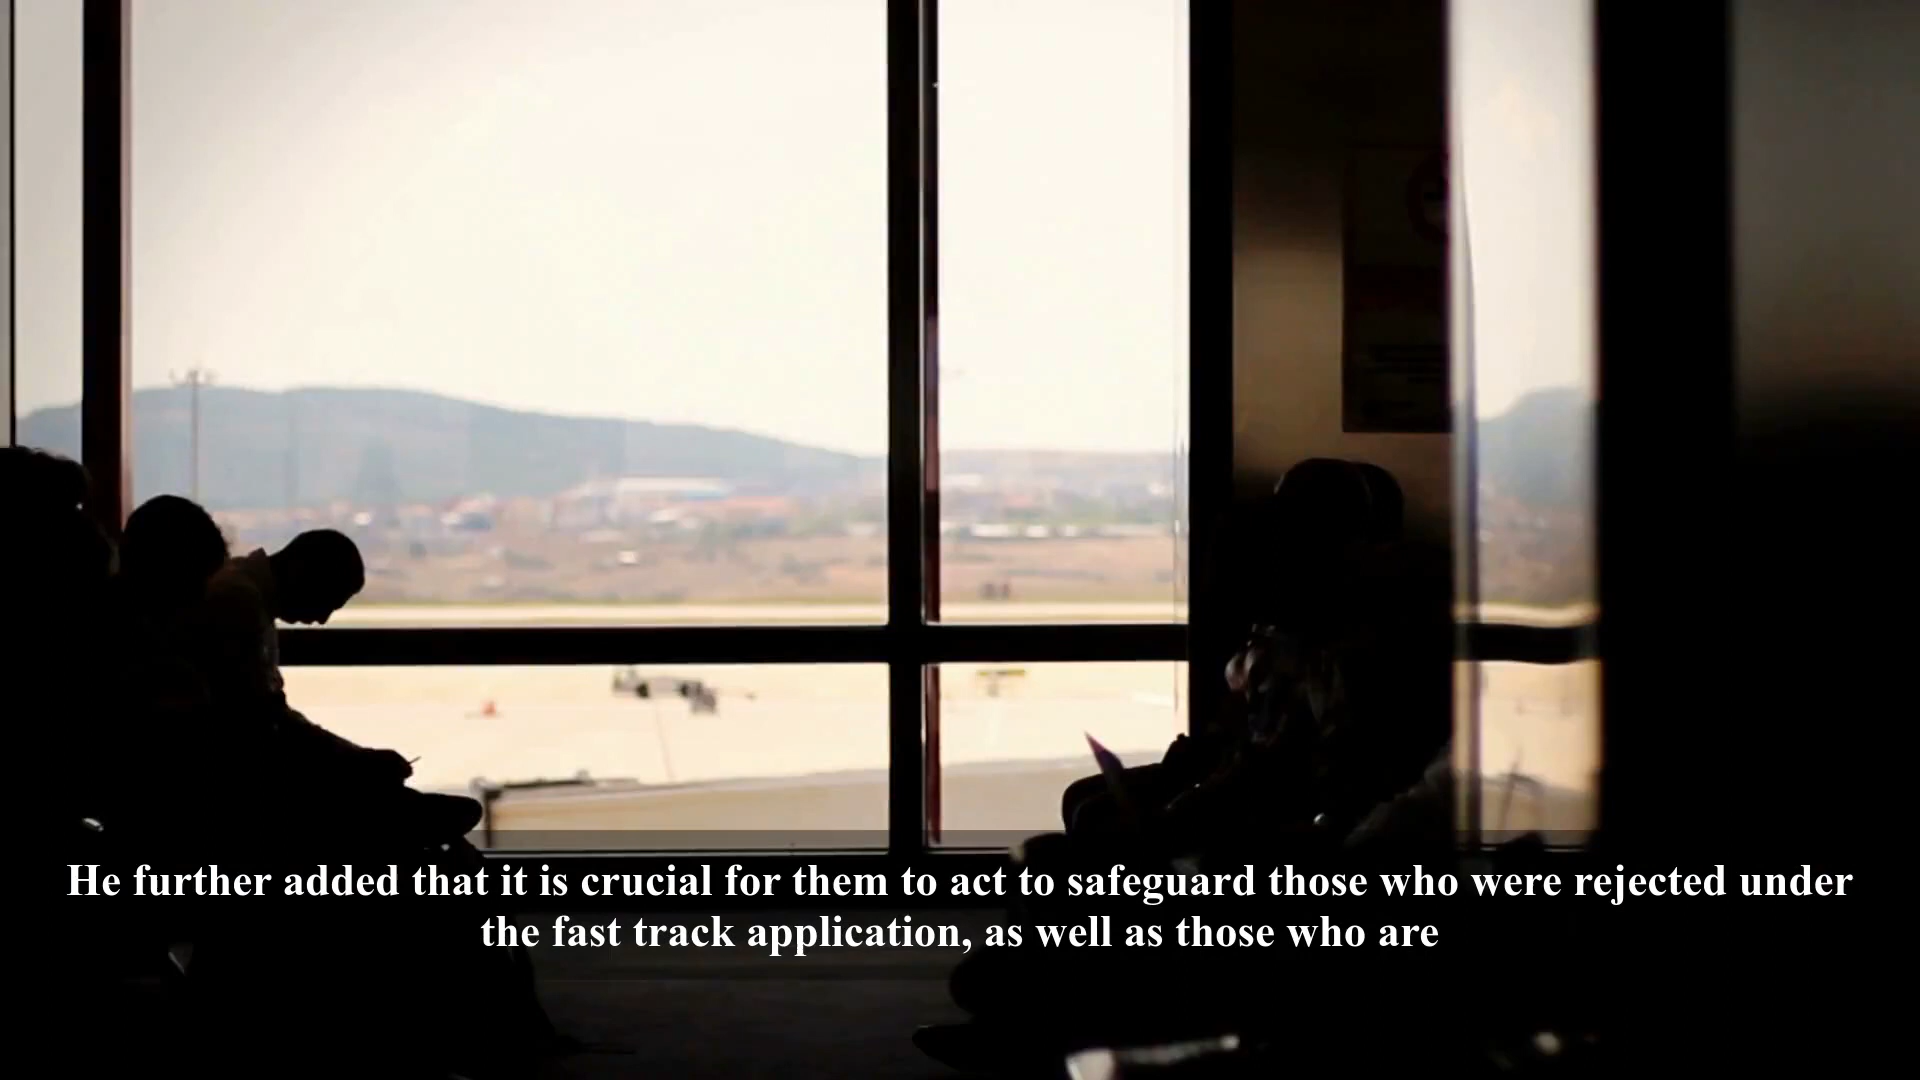 He further added that it is crucial for them to act to safeguard those who were rejected under
the fast track application, as well as those who are